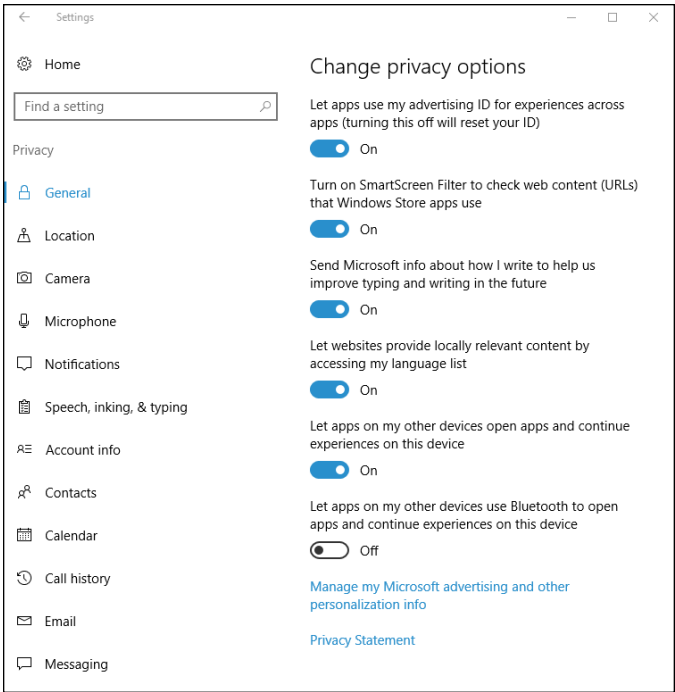 Settings
Home
Find a setting
Privacy
General
Location
Camera
Microphone
Notifications
Speech, inking, & typing
Account info
Contacts
Calendar
Call history
Email
Messaging
Change privacy options
Let apps use my advertising ID for experiences across
apps (turning this off will reset your ID)
On
Turn on SmartScreen Filter to check web content (URLs)
that Windows Store apps use
On
Send Microsoft info about how I write to help us
improve typing and writing in the future
On
Let websites provide locally relevant content by
accessing my language list
On
Let apps on my other devices open apps and continue
experiences on this device
On
Let apps on my other devices use Bluetooth to open
apps and continue experiences on this device
Off
Manage my Microsoft advertising and other
personalization info
Privacy Statement